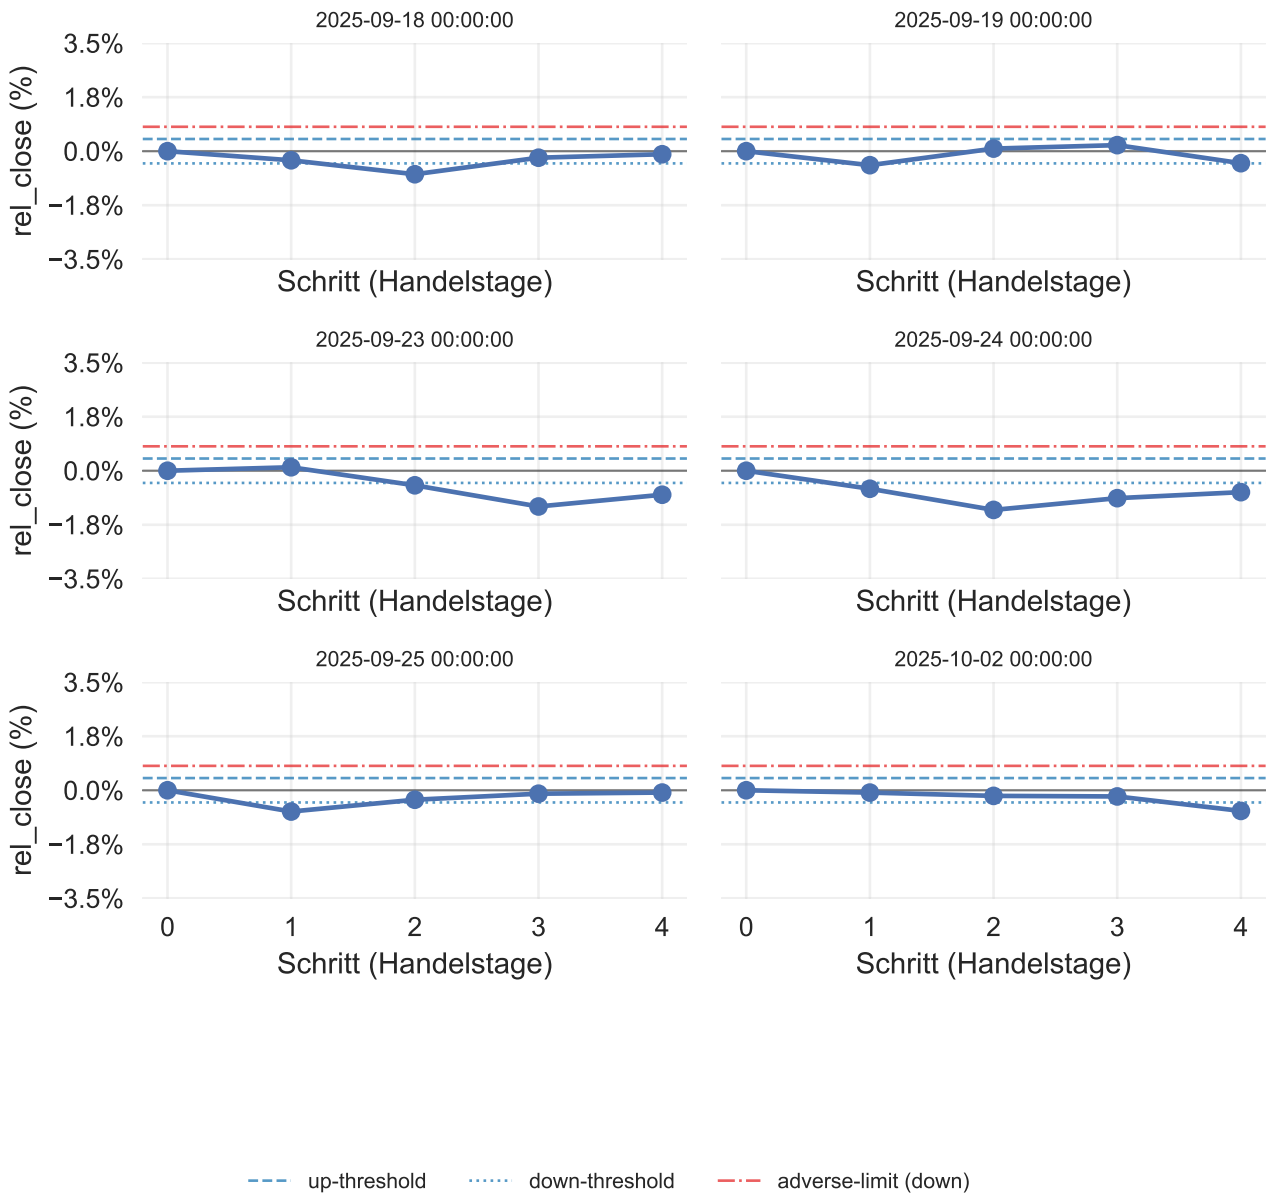 2025-09-18 00:00:00
2025-09-19 00:00:00
3.5%
1.8%
0.0%
−1.8%
−3.5%
rel_close (%)
Schritt (Handelstage)
Schritt (Handelstage)
2025-09-23 00:00:00
2025-09-24 00:00:00
3.5%
1.8%
0.0%
−1.8%
−3.5%
rel_close (%)
Schritt (Handelstage)
Schritt (Handelstage)
2025-09-25 00:00:00
2025-10-02 00:00:00
3.5%
1.8%
0.0%
−1.8%
−3.5%
rel_close (%)
0 1 2 3 4
0 1 2 3 4
Schritt (Handelstage)
Schritt (Handelstage)
up-threshold down-threshold adverse-limit (down)